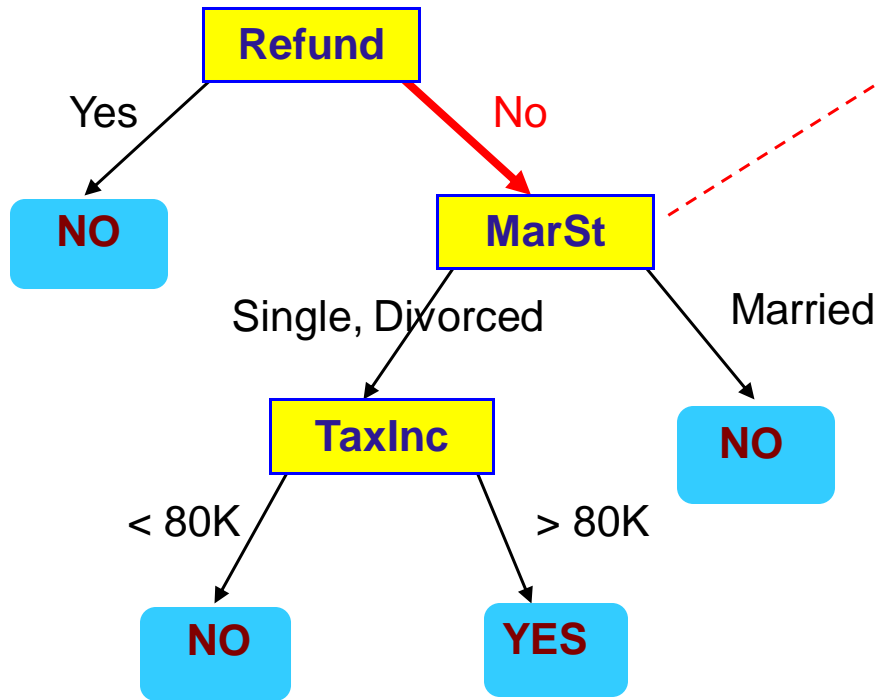 Refund
Yes
No
NO
MarSt
Single, Divorced
Married
TaxInc
NO
< 80K
> 80K
NO
YES